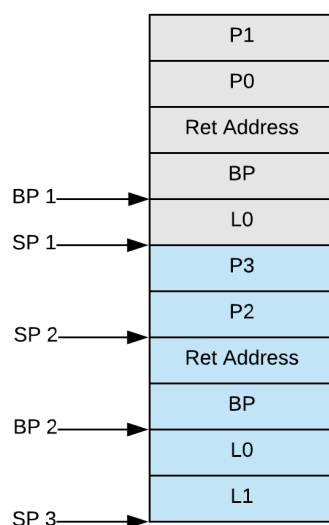 P1
P0
Ret Address
BP
BP 1
L0
SP 1
P3
P2
SP 2
Ret Address
BP
BP 2
L0
L1
SP 3